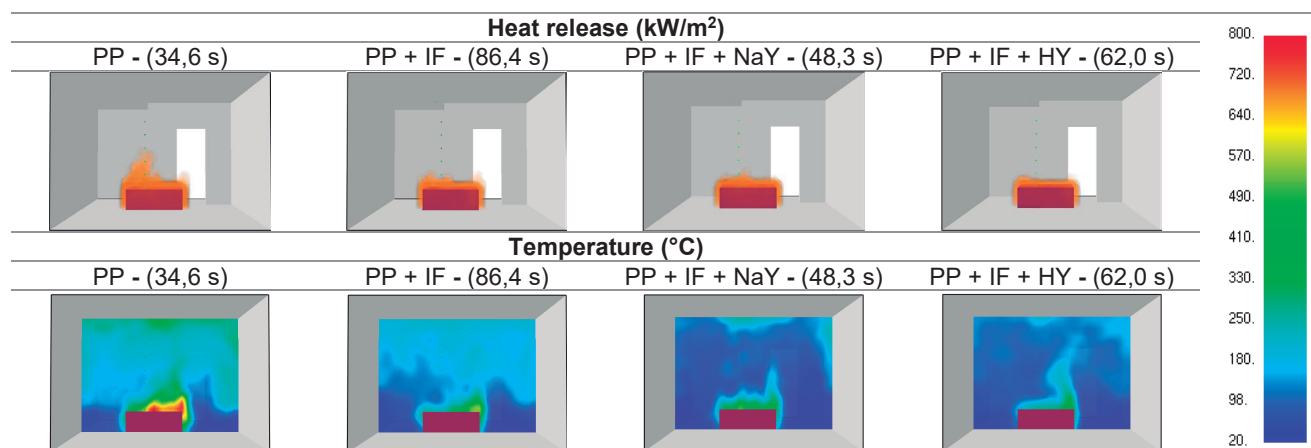 Heat release (kW/m²)
PP - (34,6 s) PP + IF - (86,4 s) PP + IF + NaY - (48,3 s) PP + IF + HY - (62,0 s)
Temperature (°C)
PP - (34,6 s) PP + IF - (86,4 s) PP + IF + NaY - (48,3 s) PP + IF + HY - (62,0 s)
800.
720.
640.
570.
490.
410.
330.
250.
180.
98.
20.